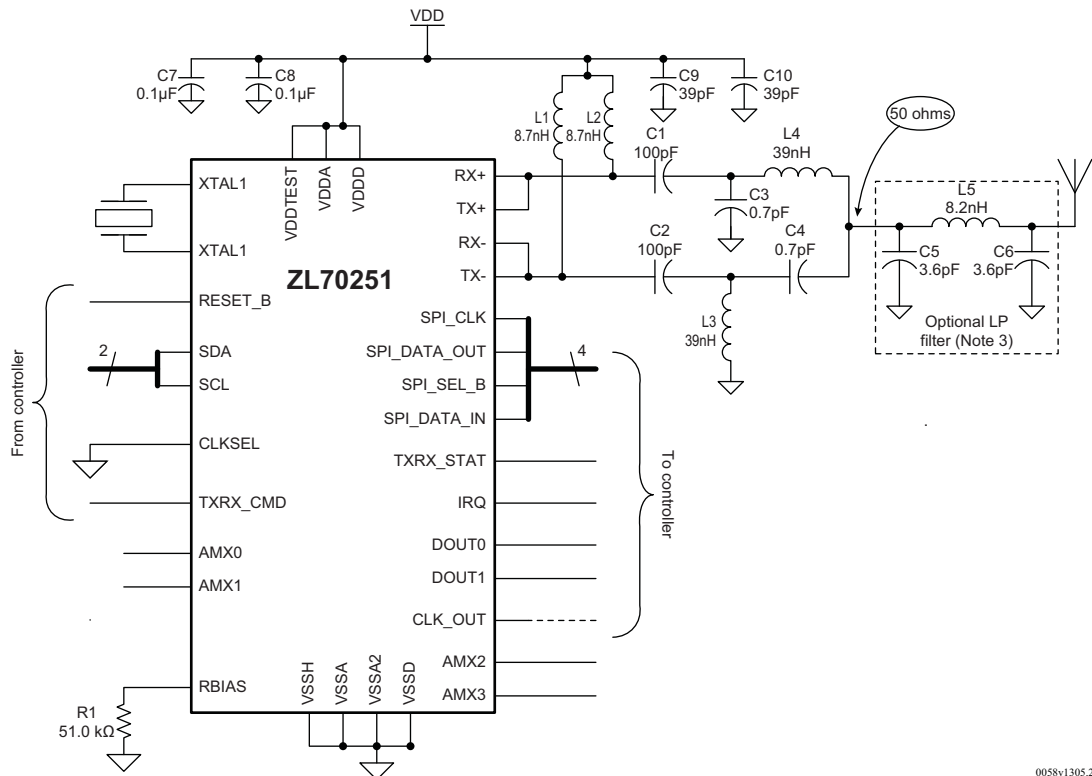 VDD
C7
0.1µF
C8
0.1µF
C9
39pF
C10
39pF
L1
8.7nH
L2
8.7nH
C1
100pF
L4
39nH
50 ohms
C3
0.7pF
C2
100pF
C4
0.7pF
L3
39nH
L5
8.2nH
C5
3.6pF
C6
3.6pF
Optional LP
filter (Note 3)
ZL70251
VDDTEST
VDDA
VDDD
XTAL1
XTAL1
RESET_B
SDA
SCL
2
CLKSEL
TXRX_CMD
AMX0
AMX1
RBIAS
R1
51.0 kΩ
From controller
VSSH
VSSA
VSSA2
VSSD
RX+
TX+
RX-
TX-
SPI_CLK
SPI_DATA_OUT
SPI_SEL_B
SPI_DATA_IN
4
TXRX_STAT
IRQ
DOUT0
DOUT1
CLK_OUT
AMX2
AMX3
To controller
0058v1305.2